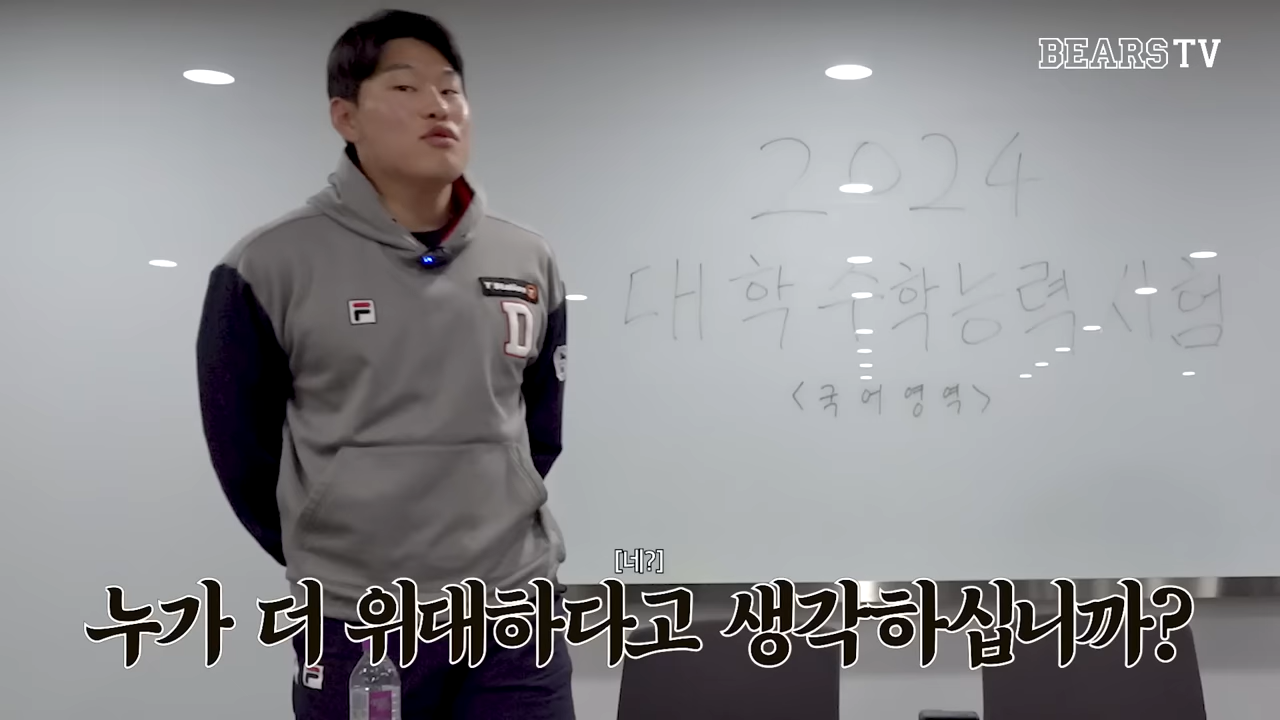 BEARS TV
2024
대학수학능력시험
<국어영역>
T Station
D
F
[네?]
누가 더 위대하다고 생각하십니까?
F